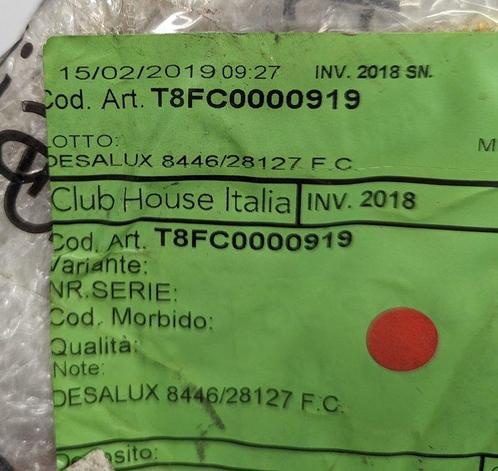 15/02/2019 09:27 INV. 2018 SN.
Cod. Art. T8FC0000919
LOTTO: M
DESALUX 8446/28127 F.C.
Club House Italia INV. 2018
Cod. Art. T8FC0000919
Variante:
NR.SERIE:
Cod. Morbido:
Qualità:
Note:
DESALUX 8446/28127 F.C.